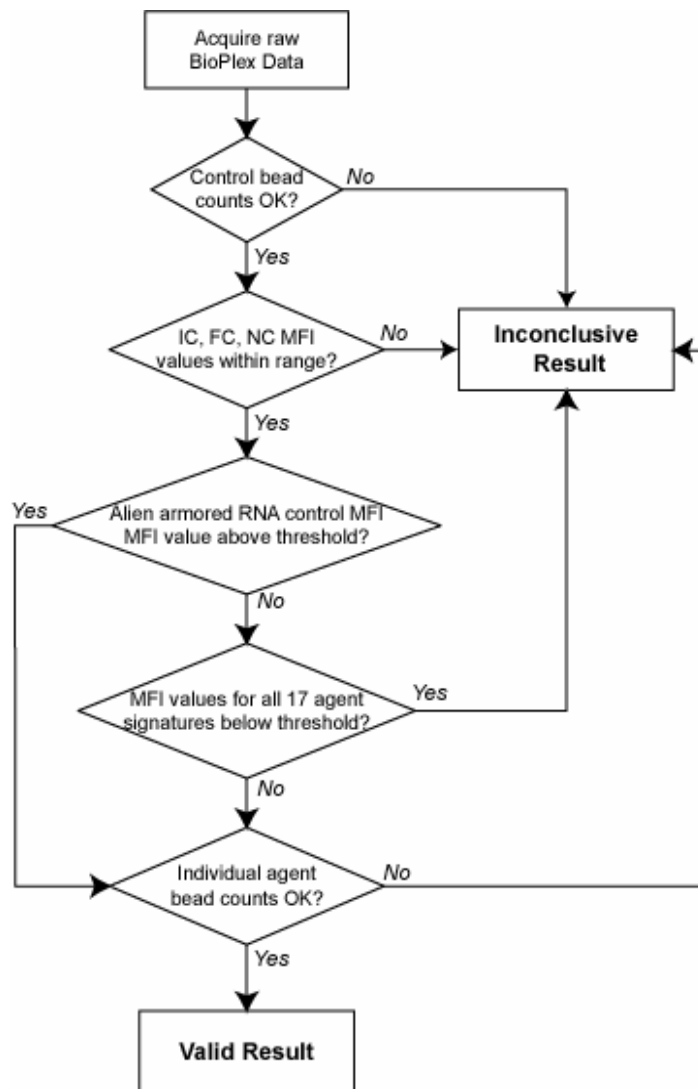 Acquire raw
BioPlex Data
Control bead
counts OK?
No
Yes
IC, FC, NC MFI
values within range?
No
Inconclusive
Result
Yes
Yes
Alien armored RNA control MFI
MFI value above threshold?
No
MFI values for all 17 agent
signatures below threshold?
Yes
No
Individual agent
bead counts OK?
No
Yes
Valid Result